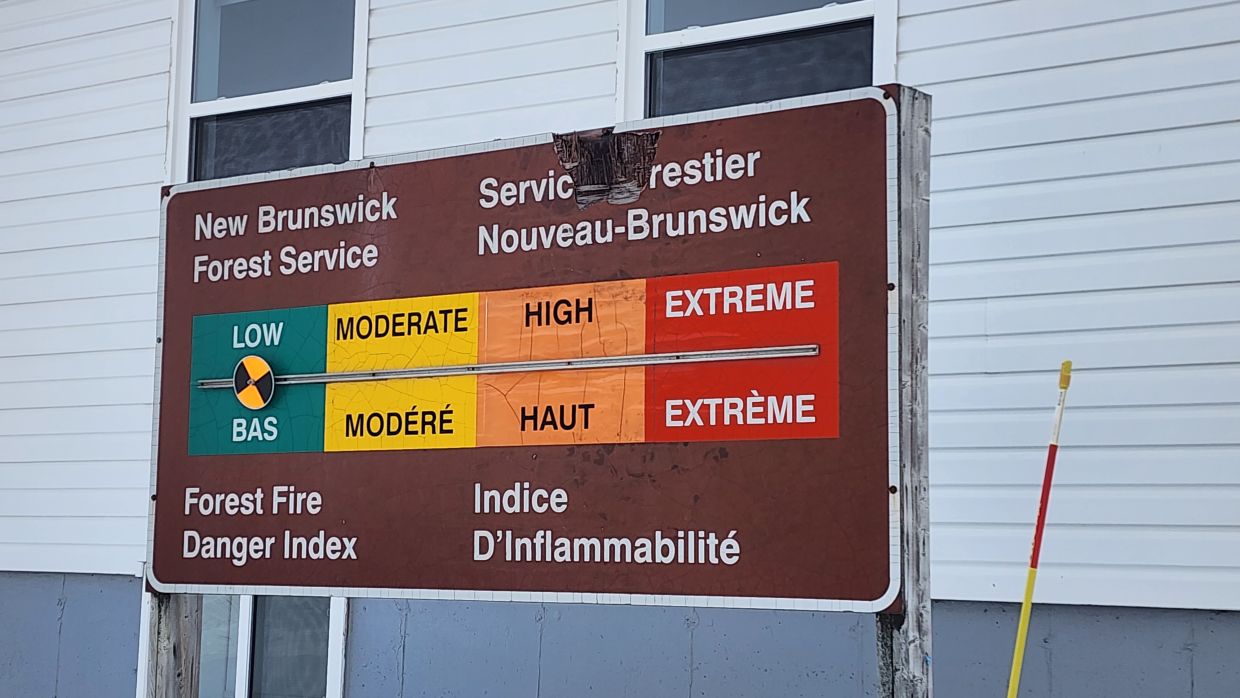 New Brunswick
Forest Service
Servic restier
Nouveau-Brunswick
LOW
MODERATE
HIGH
EXTREME
BAS
MODÉRÉ
HAUT
EXTRÈME
Forest Fire
Danger Index
Indice
D'Inflammabilité